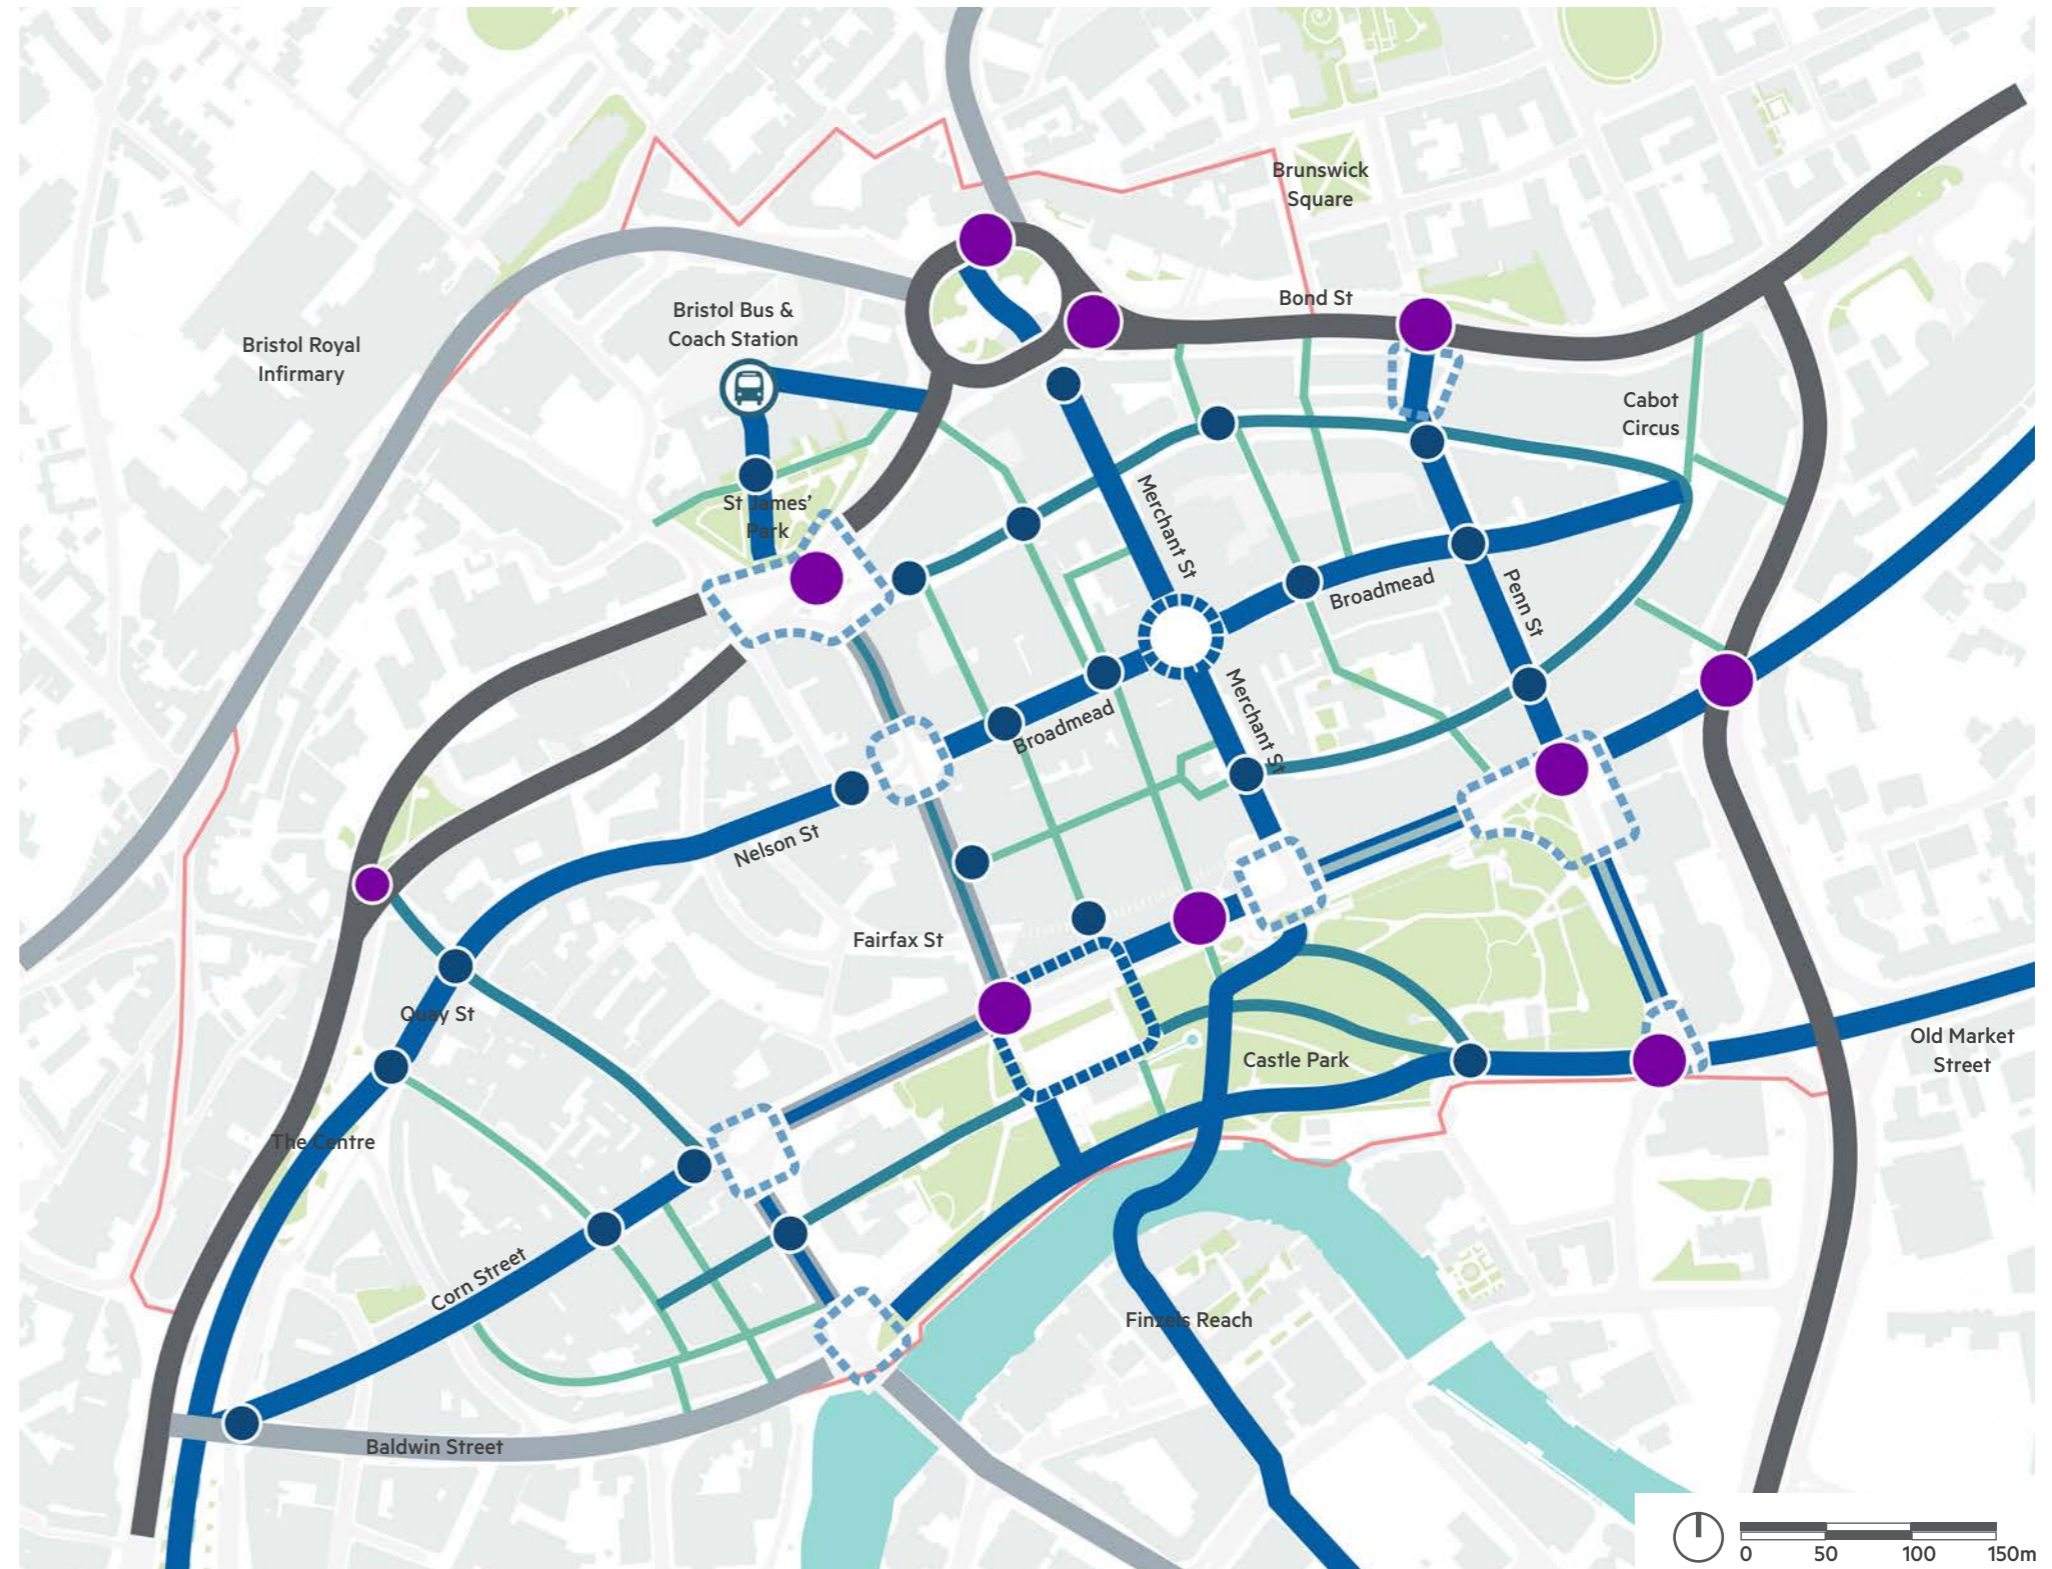 Brunswick
Square
Bond St
Bristol Bus &
Coach Station
Bristol Royal
Infirmary
Cabot
Circus
St James’
Park
Merchant St
Broadmead
Penn St
Merchant St
Broadmead
Nelson St
Fairfax St
Quay St
Castle Park
Old Market
Street
The Centre
Corn Street
Finzels Reach
Baldwin Street
0 50 100 150m